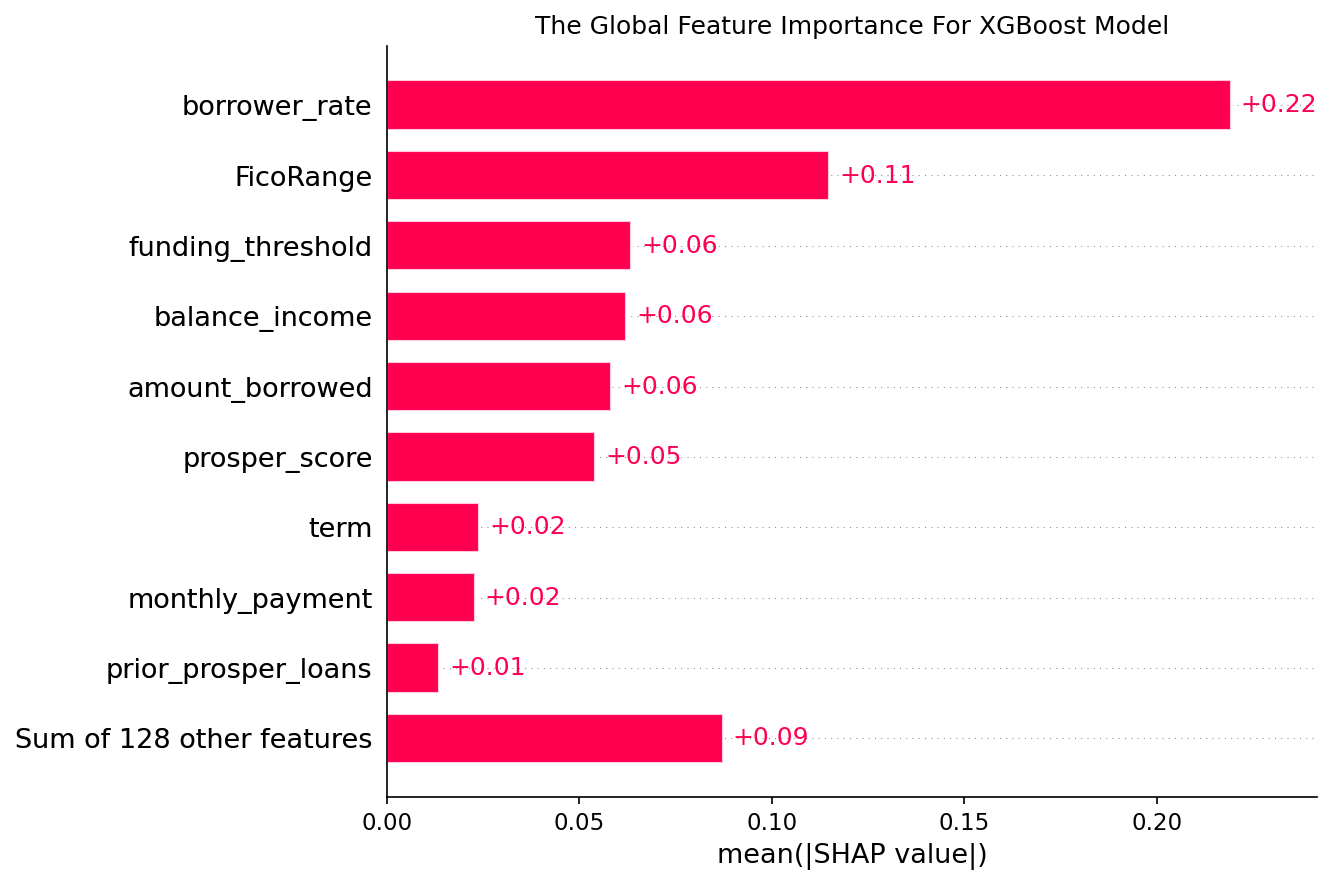 The Global Feature Importance For XGBoost Model
borrower_rate +0.22
FicoRange +0.11
funding_threshold +0.06
balance_income +0.06
amount_borrowed +0.06
prosper_score +0.05
term +0.02
monthly_payment +0.02
prior_prosper_loans +0.01
Sum of 128 other features +0.09
0.00 0.05 0.10 0.15 0.20
mean(|SHAP value|)